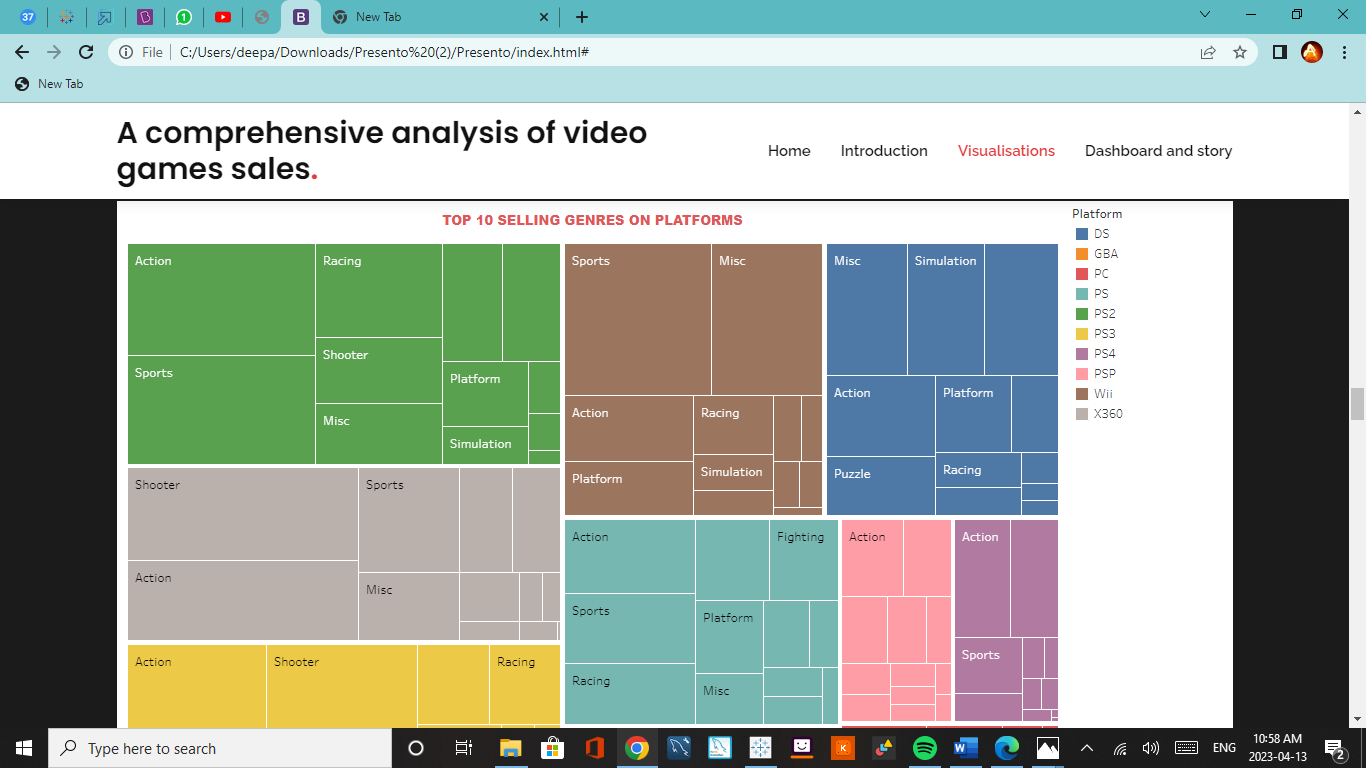 37
1
B
New Tab
File
C:/Users/deepa/Downloads/Presento%20(2)/Presento/index.html#
New Tab
A comprehensive analysis of video
games sales.
Home
Introduction
Visualisations
Dashboard and story
TOP 10 SELLING GENRES ON PLATFORMS
Platform
DS
GBA
PC
PS
PS2
PS3
PS4
PSP
Wii
X360
Action
Racing
Sports
Shooter
Misc
Platform
Simulation
Sports
Misc
Action
Racing
Platform
Simulation
Misc
Simulation
Action
Platform
Puzzle
Racing
Shooter
Sports
Action
Misc
Action
Fighting
Sports
Platform
Racing
Misc
Action
Action
Sports
Action
Shooter
Racing
Type here to search
ENG
10:58 AM
2023-04-13
2